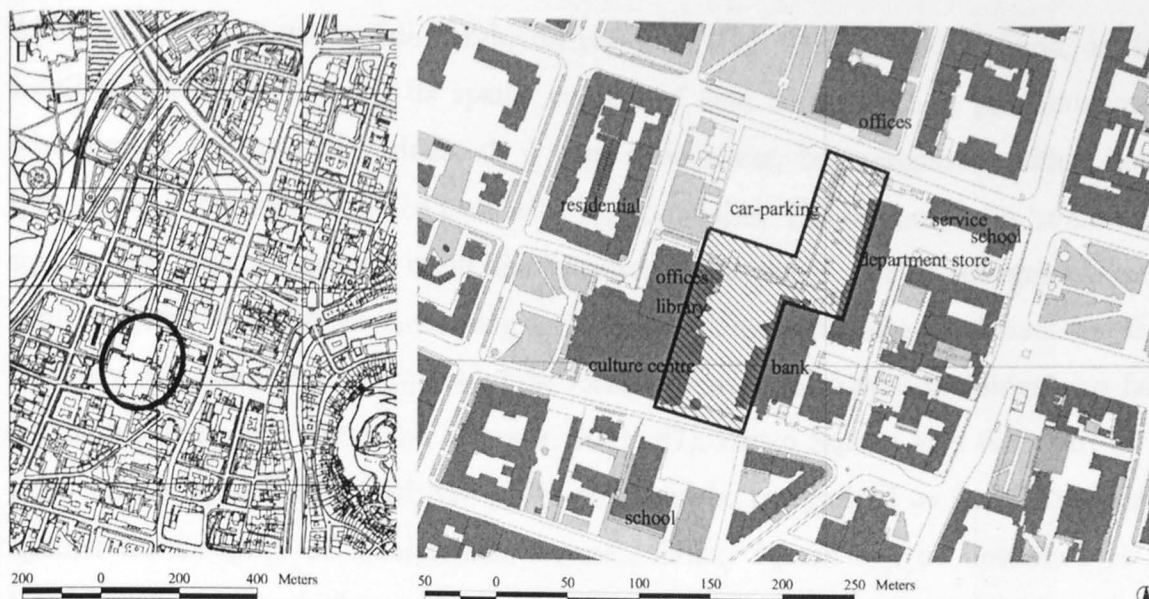 offices
residential
car-parking
service
school
department store
offices
library
culture centre
bank
school
200 0 200 400 Meters
50 0 50 100 150 200 250 Meters